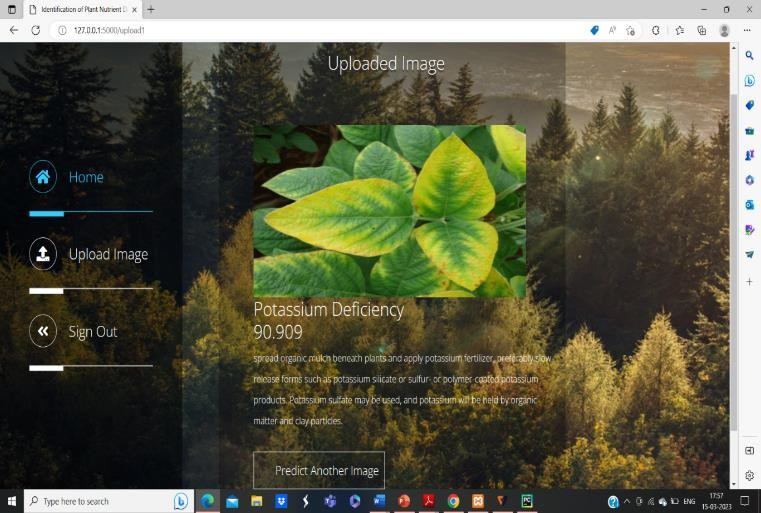 Identification of Plant Nutrient D
127.0.0.1:5000/upload1
Uploaded Image
Home
Upload Image
Sign Out
Potassium Deficiency
90.909
spread organic mulch beneath plants and apply potassium fertilizer, preferably slow
release forms such as potassium silicate or sulfur- or polymer-coated potassium
products. Potassium sulfate may be used, and potassium will be held by organic
matter and clay particles.
Predict Another Image
Type here to search
ENG
17:57
15-03-2023